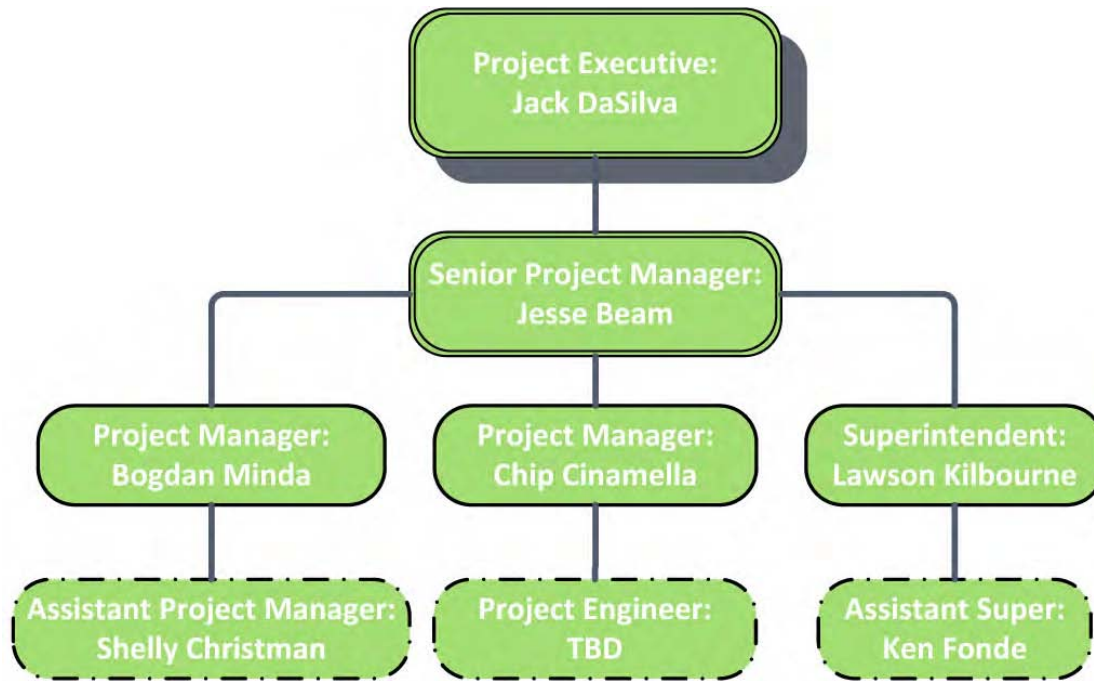 Project Executive:
Jack DaSilva
Senior Project Manager:
Jesse Beam
Project Manager:
Bogdan Minda
Project Manager:
Chip Cinamella
Superintendent:
Lawson Kilbourne
Assistant Project Manager:
Shelly Christman
Project Engineer:
TBD
Assistant Super:
Ken Fonde